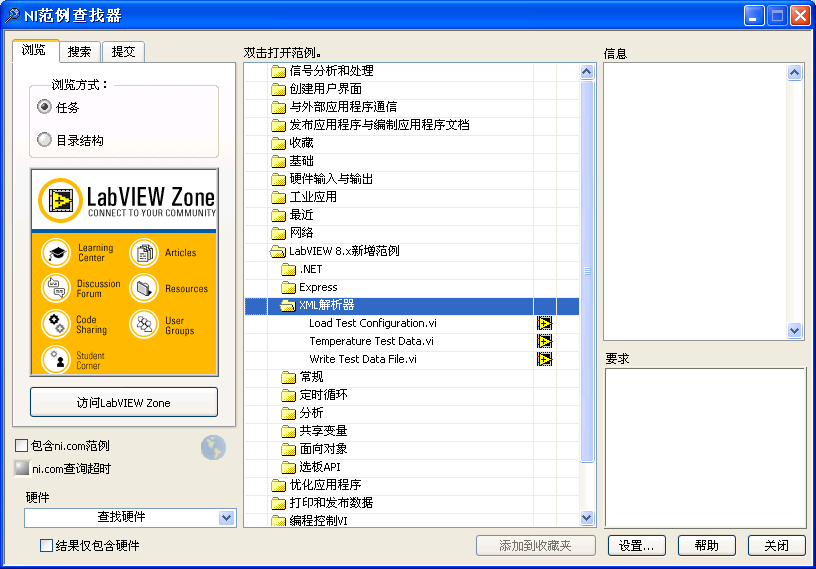 NI范例查找器
浏览
搜索
提交
浏览方式：
任务
目录结构
LabVIEW Zone
CONNECT TO YOUR COMMUNITY
Learning Center
Articles
Discussion Forum
Resources
Code Sharing
User Groups
Student Corner
访问LabVIEW Zone
包含ni.com范例
ni.com查询超时
硬件
查找硬件
结果仅包含硬件
双击打开范例。
信号分析和处理
创建用户界面
与外部应用程序通信
发布应用程序与编制应用程序文档
收藏
基础
硬件输入与输出
工业应用
最近
网络
LabVIEW 8.x新增范例
.NET
Express
XML解析器
Load Test Configuration.vi
Temperature Test Data.vi
Write Test Data File.vi
常规
定时循环
分析
共享变量
面向对象
选板API
优化应用程序
打印和发布数据
编程控制VI
信息
要求
添加到收藏夹
设置...
帮助
关闭